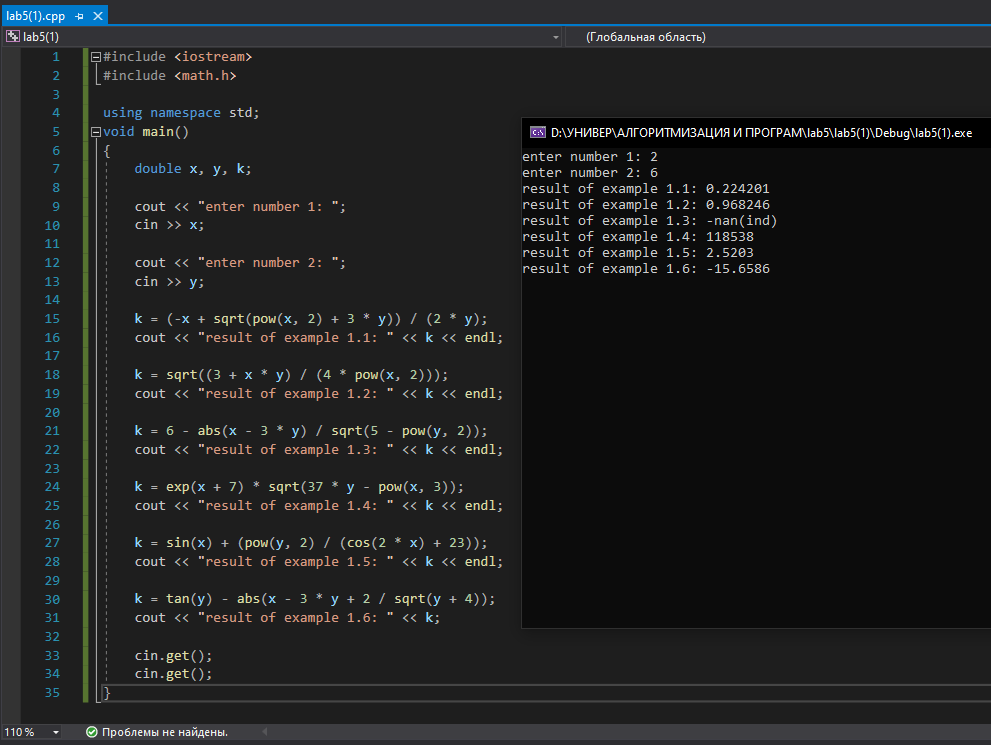 lab5(1).cpp
lab5(1)
(Глобальная область)
1 #include <iostream>
2 #include <math.h>
3
4 using namespace std;
5 void main()
6 {
7 double x, y, k;
8
9 cout << "enter number 1: ";
10 cin >> x;
11
12 cout << "enter number 2: ";
13 cin >> y;
14
15 k = (-x + sqrt(pow(x, 2) + 3 * y)) / (2 * y);
16 cout << "result of example 1.1: " << k << endl;
17
18 k = sqrt((3 + x * y) / (4 * pow(x, 2)));
19 cout << "result of example 1.2: " << k << endl;
20
21 k = 6 - abs(x - 3 * y) / sqrt(5 - pow(y, 2));
22 cout << "result of example 1.3: " << k << endl;
23
24 k = exp(x + 7) * sqrt(37 * y - pow(x, 3));
25 cout << "result of example 1.4: " << k << endl;
26
27 k = sin(x) + (pow(y, 2) / (cos(2 * x) + 23));
28 cout << "result of example 1.5: " << k << endl;
29
30 k = tan(y) - abs(x - 3 * y + 2 / sqrt(y + 4));
31 cout << "result of example 1.6: " << k;
32
33 cin.get();
34 cin.get();
35 }
D:\УНИВЕР\АЛГОРИТМИЗАЦИЯ И ПРОГРАМ\lab5\lab5(1)\Debug\lab5(1).exe
enter number 1: 2
enter number 2: 6
result of example 1.1: 0.224201
result of example 1.2: 0.968246
result of example 1.3: -nan(ind)
result of example 1.4: 118538
result of example 1.5: 2.5203
result of example 1.6: -15.6586
110 %
Проблемы не найдены.